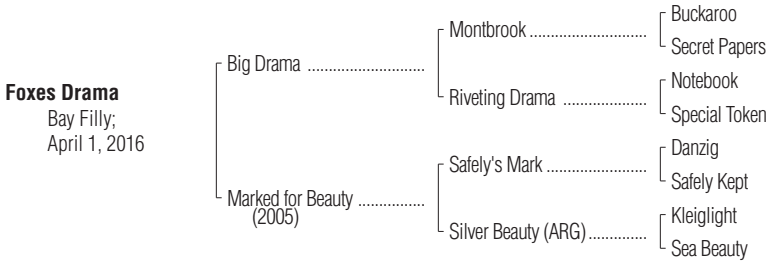 Buckaroo
Montbrook ..............................
Secret Papers
Big Drama ..............................
Notebook
Riveting Drama .....................
Special Token
Foxes Drama
Bay Filly;
April 1, 2016
Danzig
Safely's Mark .........................
Safely Kept
Marked for Beauty .................
(2005)
Kleiglight
Silver Beauty (ARG)...............
Sea Beauty